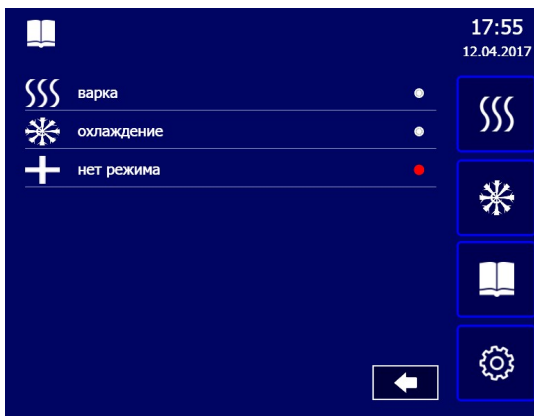 17:55
12.04.2017
варка
охлаждение
нет режима